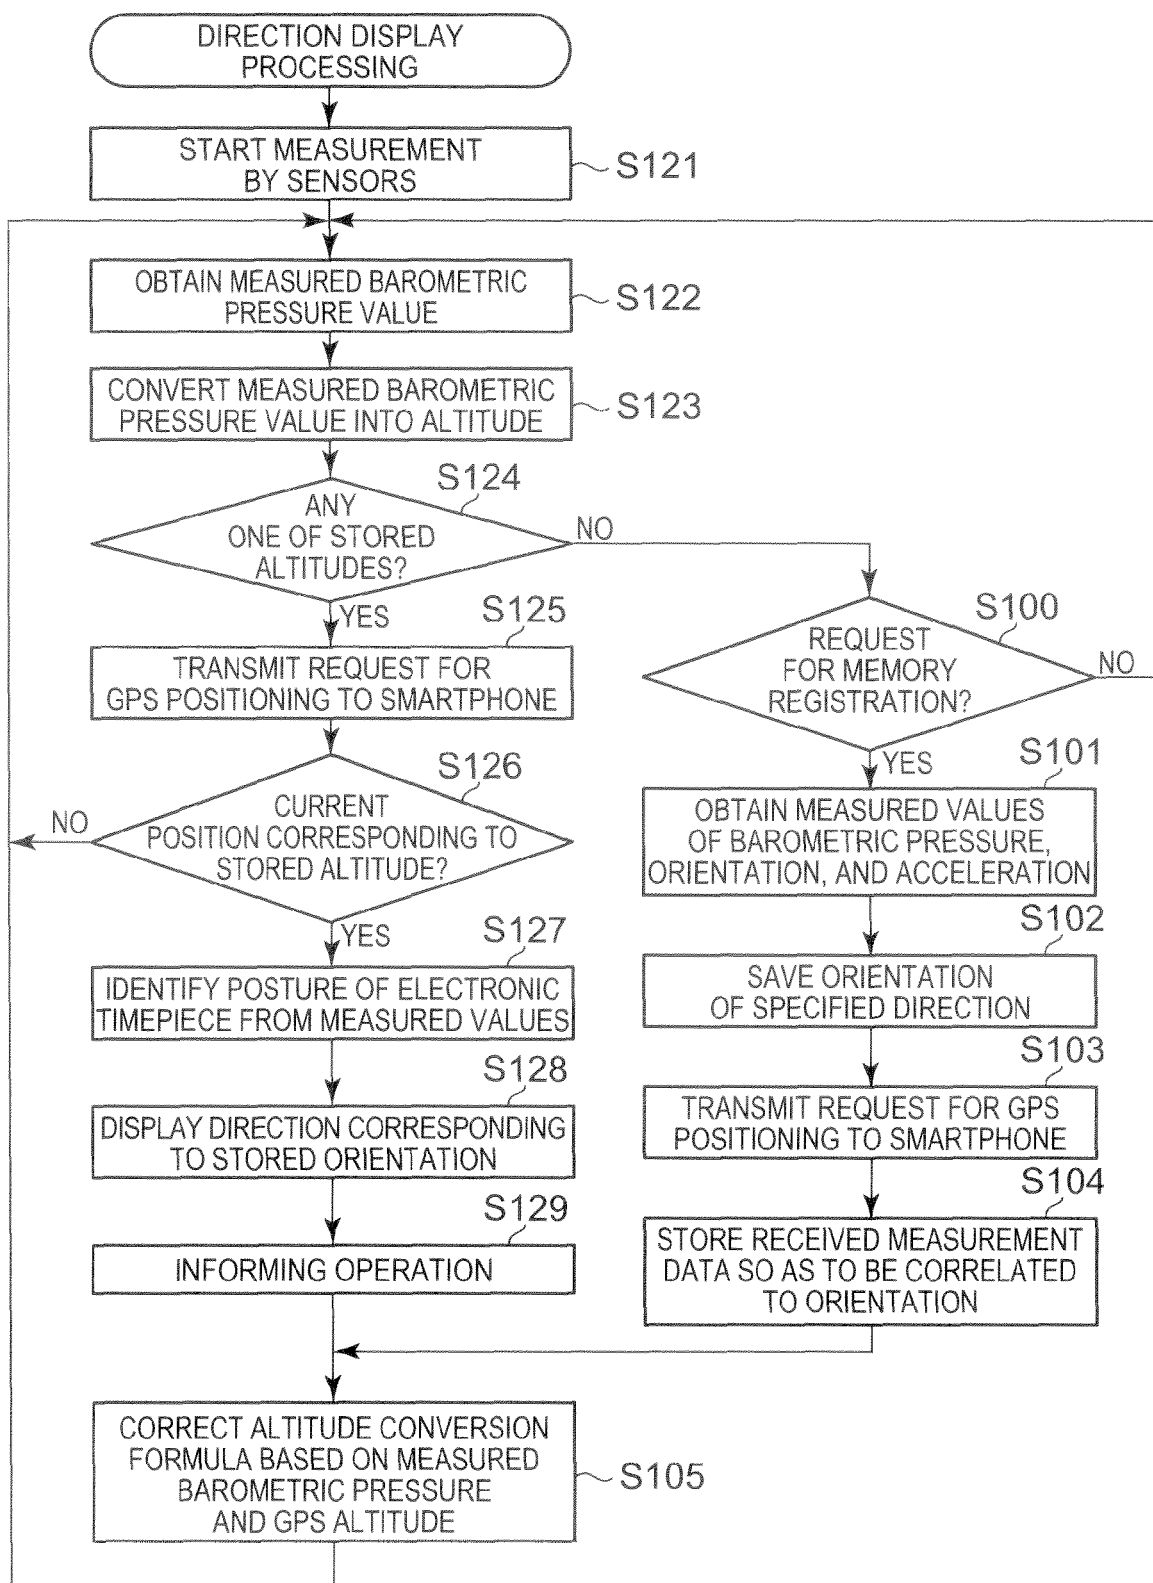 DIRECTION DISPLAY
PROCESSING
START MEASUREMENT
BY SENSORS
S121
OBTAIN MEASURED BAROMETRIC
PRESSURE VALUE
S122
CONVERT MEASURED BAROMETRIC
PRESSURE VALUE INTO ALTITUDE
S123
S124
ANY
ONE OF STORED
ALTITUDES?
NO
YES
S125
TRANSMIT REQUEST FOR
GPS POSITIONING TO SMARTPHONE
S126
CURRENT
POSITION CORRESPONDING TO
STORED ALTITUDE?
NO
YES
S127
IDENTIFY POSTURE OF ELECTRONIC
TIMEPIECE FROM MEASURED VALUES
S128
DISPLAY DIRECTION CORRESPONDING
TO STORED ORIENTATION
S129
INFORMING OPERATION
S100
REQUEST
FOR MEMORY
REGISTRATION?
NO
YES
S101
OBTAIN MEASURED VALUES
OF BAROMETRIC PRESSURE,
ORIENTATION, AND ACCELERATION
S102
SAVE ORIENTATION
OF SPECIFIED DIRECTION
S103
TRANSMIT REQUEST FOR GPS
POSITIONING TO SMARTPHONE
S104
STORE RECEIVED MEASUREMENT
DATA SO AS TO BE CORRELATED
TO ORIENTATION
CORRECT ALTITUDE CONVERSION
FORMULA BASED ON MEASURED
BAROMETRIC PRESSURE
AND GPS ALTITUDE
S105